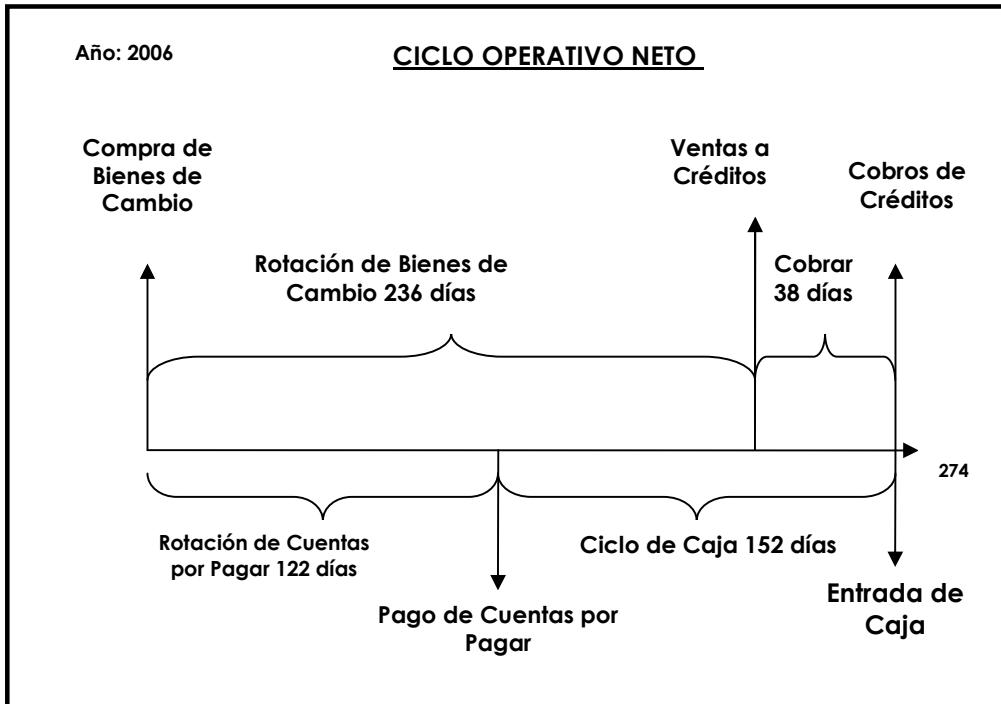 Año: 2006
CICLO OPERATIVO NETO
Compra de
Bienes de
Cambio
Ventas a
Créditos
Cobros de
Créditos
Rotación de Bienes de
Cambio 236 días
Cobrar
38 días
274
Rotación de Cuentas
por Pagar 122 días
Ciclo de Caja 152 días
Pago de Cuentas por
Pagar
Entrada de
Caja